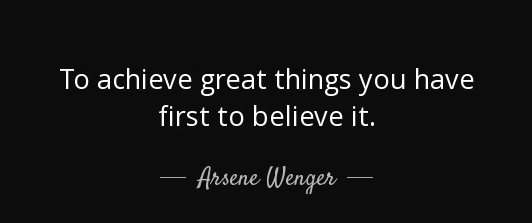 To achieve great things you have
first to believe it.
Arsene Wenger